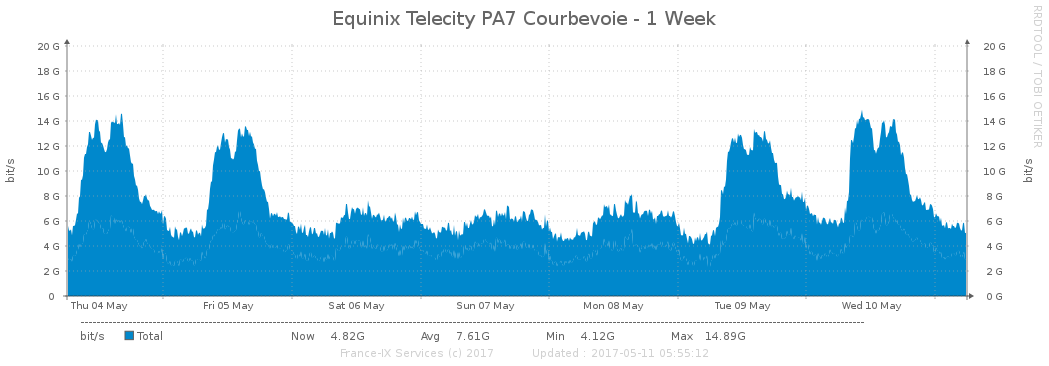 Equinix Telecity PA7 Courbevoie - 1 Week
RRDTOOL / TOBI OETIKER
20 G 20 G
18 G 18 G
16 G 16 G
14 G 14 G
12 G 12 G
10 G 10 G
8 G 8 G
6 G 6 G
4 G 4 G
2 G 2 G
0 0 G
bit/s
bit/s
Thu 04 May Fri 05 May Sat 06 May Sun 07 May Mon 08 May Tue 09 May Wed 10 May
bit/s Total Now 4.82G Avg 7.61G Min 4.12G Max 14.89G
France-IX Services (c) 2017 Updated : 2017-05-11 05:55:12